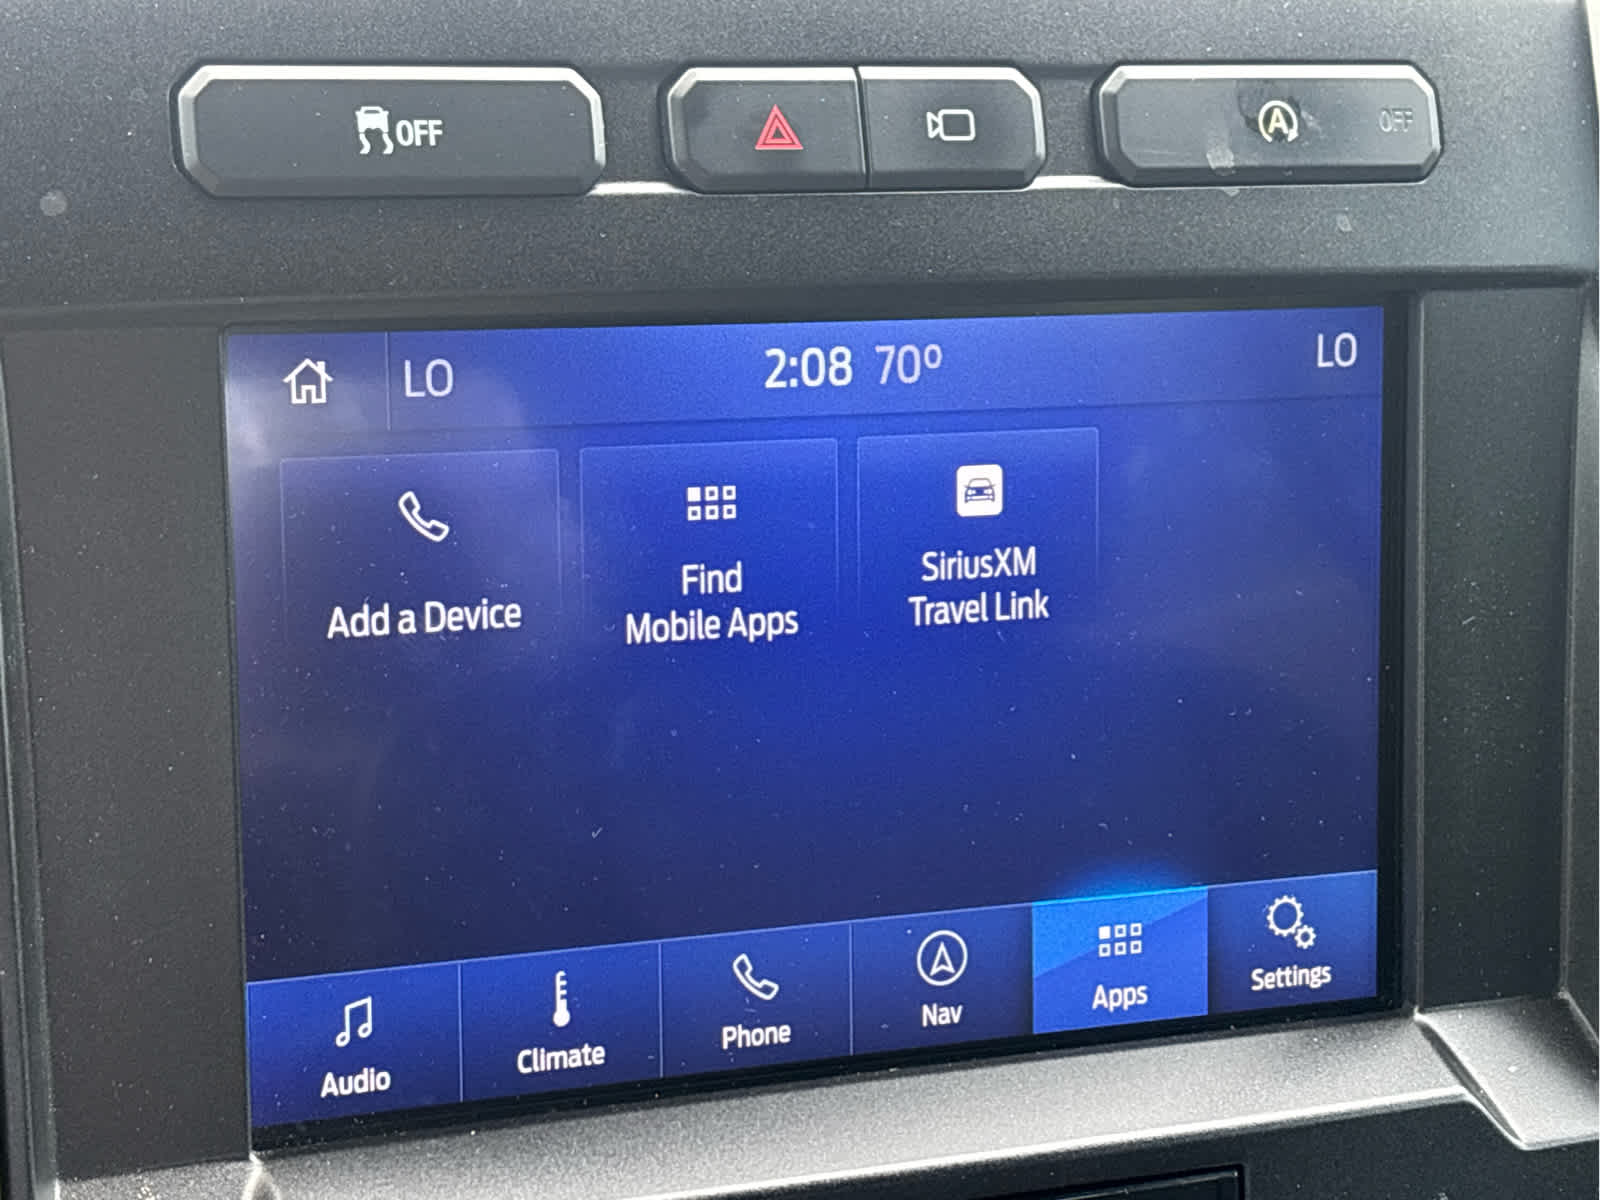 OFF
A OFF
LO 2:08 70° LO
Add a Device
Find
Mobile Apps
SiriusXM
Travel Link
Audio
Climate
Phone
Nav
Apps
Settings